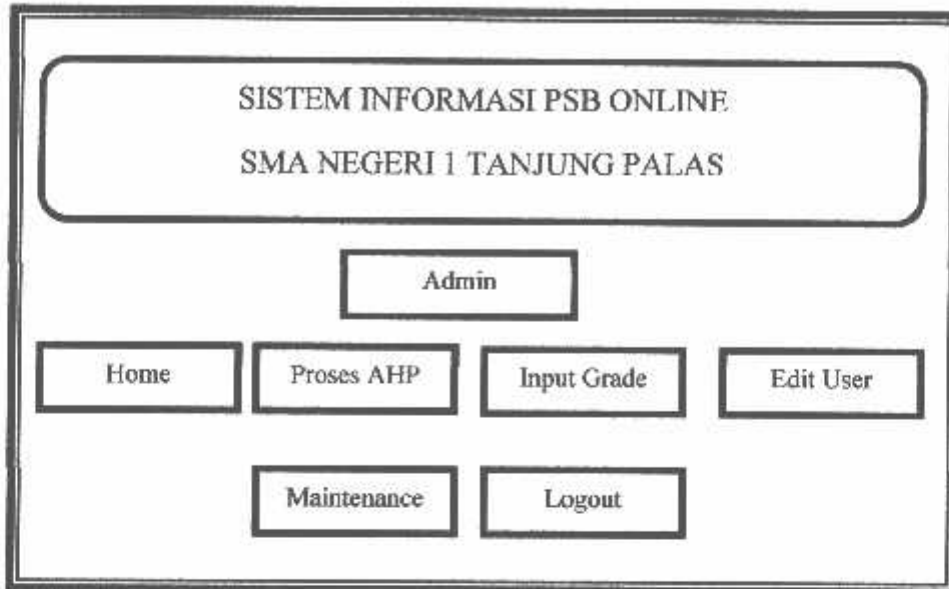 SISTEM INFORMASI PSB ONLINE
SMA NEGERI 1 TANJUNG PALAS
Admin
Home
Proses AHP
Input Grade
Edit User
Maintenance
Logout